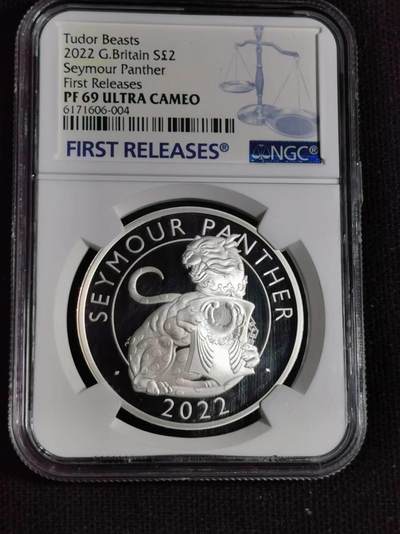 Tudor Beasts
2022 G.Britain S£2
Seymour Panther
First Releases
PF 69 ULTRA CAMEO
6171606-004
FIRST RELEASES®
NGC®
SEYMOUR PANTHER
2022